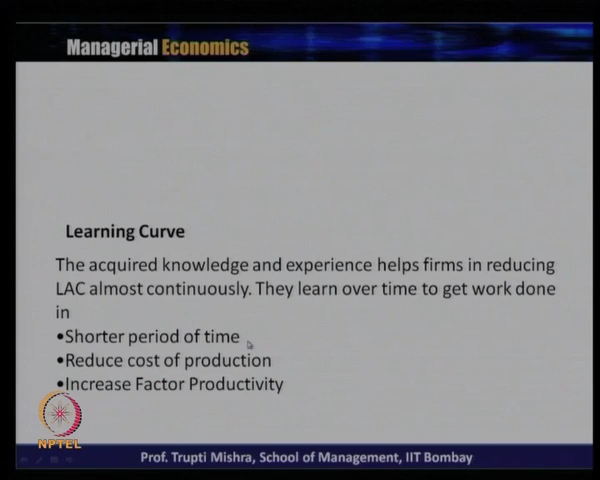 Managerial Economics
Learning Curve
The acquired knowledge and experience helps firms in reducing
LAC almost continuously. They learn over time to get work done
in
•Shorter period of time
•Reduce cost of production
•Increase Factor Productivity
NPTEL
Prof. Trupti Mishra, School of Management, IIT Bombay